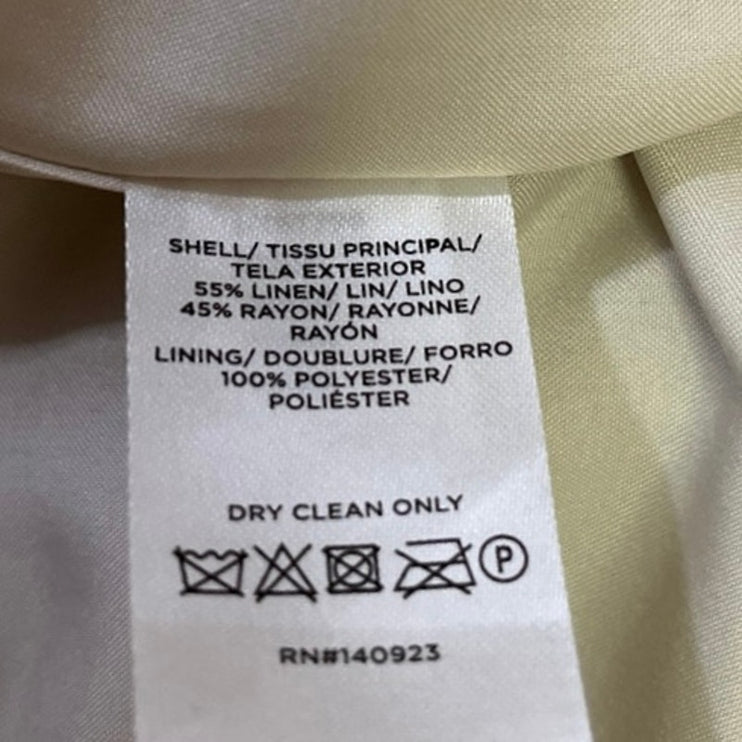 SHELL/ TISSU PRINCIPAL/
TELA EXTERIOR
55% LINEN/ LIN/ LINO
45% RAYON/ RAYONNE/
RAYÓN
LINING/ DOUBLURE/ FORRO
100% POLYESTER/
POLIÉSTER
DRY CLEAN ONLY
P
RN#140923